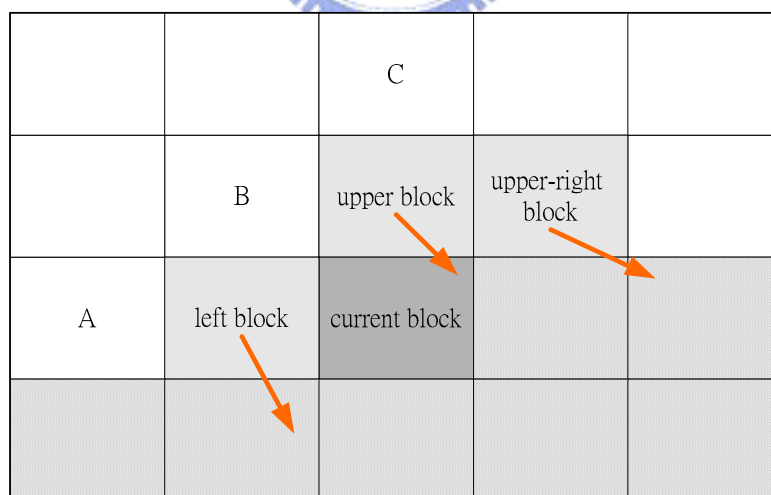 C
B
upper block
upper-right
block
A
left block
current block